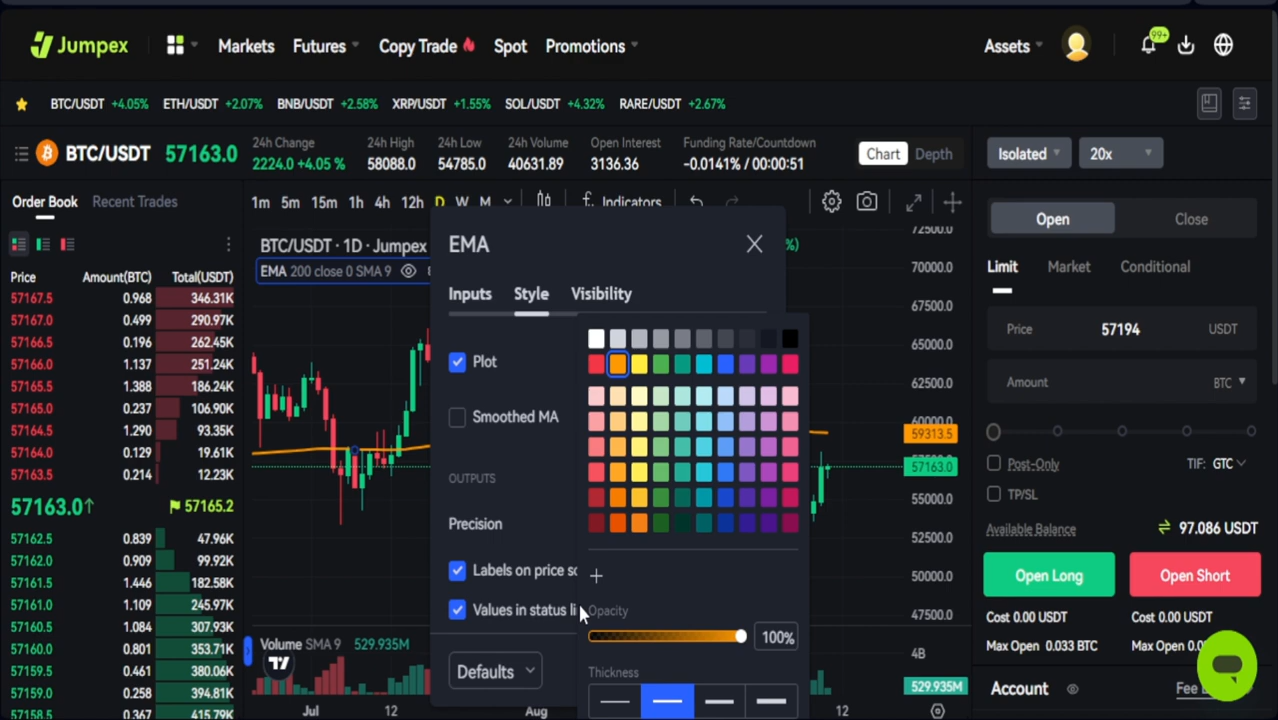 Jumpex Markets Futures Copy Trade Spot Promotions Assets 99+
BTC/USDT +4.05% ETH/USDT +2.07% BNB/USDT +2.58% XRP/USDT +1.55% SOL/USDT +4.32% RARE/USDT +2.67%
BTC/USDT 57163.0
24h Change
2224.0 +4.05 %
24h High
58088.0
24h Low
54785.0
24h Volume
40631.89
Open Interest
3136.36
Funding Rate/Countdown
-0.0141% / 00:00:51
Chart Depth
Isolated 20x
Order Book Recent Trades
Price Amount(BTC) Total(USDT)
57167.5 0.968 346.31K
57167.0 0.499 290.97K
57166.5 0.196 262.45K
57166.0 1.137 251.24K
57165.5 1.388 186.24K
57165.0 0.237 106.90K
57164.5 1.290 93.35K
57164.0 0.129 19.61K
57163.5 0.214 12.23K
57163.0↑ 57165.2
57162.5 0.839 47.96K
57162.0 0.909 99.92K
57161.5 1.446 182.58K
57161.0 1.109 245.97K
57160.5 1.084 307.93K
57160.0 0.801 353.71K
57159.5 0.461 380.06K
57159.0 0.258 394.81K
57158.5 0.367 415.79K
1m 5m 15m 1h 4h 12h D W M Indicators
BTC/USDT · 1D · Jumpex %)
EMA 200 close 0 SMA 9
EMA
Inputs Style Visibility
Plot
Smoothed MA
OUTPUTS
Precision
Labels on price sc
Values in status li
Defaults
Opacity
100%
Thickness
72500.0
70000.0
67500.0
65000.0
62500.0
60000.0
59313.5
57163.0
55000.0
52500.0
50000.0
47500.0
4B
529.935M
Volume SMA 9 529.935M
Jul 12 Aug 12
Open Close
Limit Market Conditional
Price 57194 USDT
Amount BTC
Post-Only TIF: GTC
TP/SL
Available Balance 97.086 USDT
Open Long Open Short
Cost 0.00 USDT Cost 0.00 USDT
Max Open 0.033 BTC Max Open 0.0
Account Fee